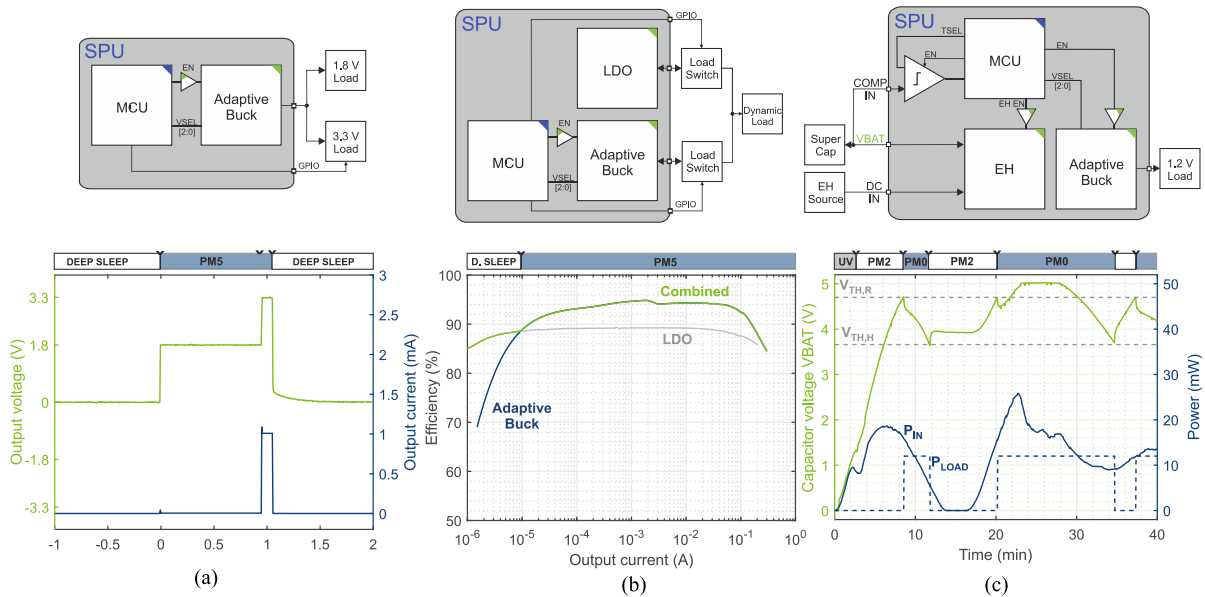 SPU
MCU
EN
Adaptive
Buck
VSEL
[2:0]
GPIO
1.8 V
Load
3.3 V
Load
DEEP SLEEP
PM5
DEEP SLEEP
Output voltage (V)
3.3
1.8
0
-1.8
-3.3
3
2.5
2
1.5
1
0.5
0
Output current (mA)
-1
-0.5
0
0.5
1
1.5
2
Time (s)
(a)
SPU
GPIO
LDO
Load
Switch
MCU
EN
VSEL
[2:0]
Adaptive
Buck
Load
Switch
Dynamic
Load
GPIO
D. SLEEP
PM5
Efficiency (%)
100
90
80
70
60
50
Combined
LDO
Adaptive
Buck
10⁻⁶
10⁻⁵
10⁻⁴
10⁻³
10⁻²
10⁻¹
10⁰
Output current (A)
(b)
SPU
TSEL
EN
MCU
EN
COMP
IN
VSEL
[2:0]
EH EN
Super
Cap
VBAT
EH
Adaptive
Buck
EH
Source
DC
IN
1.2 V
Load
UV
PM2
PM0
PM2
PM0
Capacitor voltage VBAT (V)
5
4
3
2
1
0
V_TH,R
V_TH,H
P_IN
P_LOAD
50
40
30
20
10
0
Power (mW)
0
10
20
30
40
Time (min)
(c)